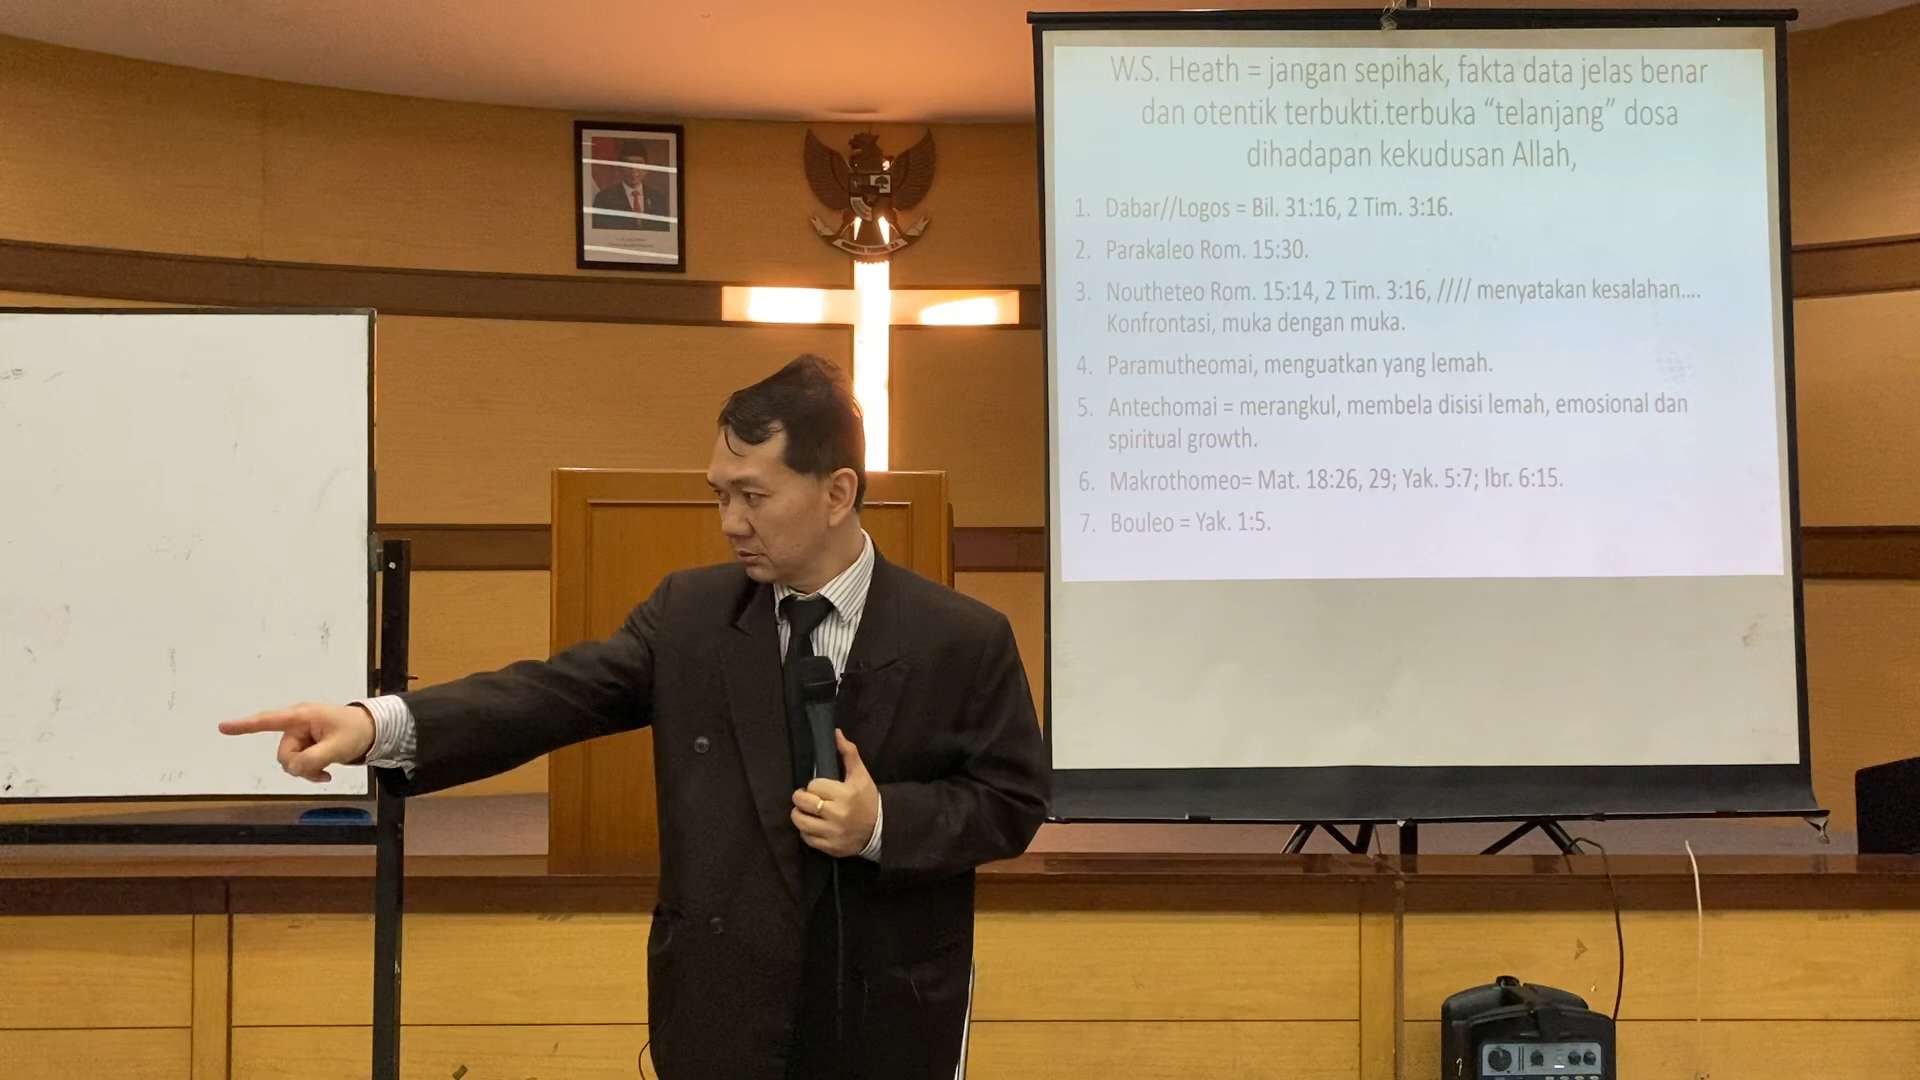 W.S. Heath = jangan sepihak, fakta data jelas benar
dan otentik terbukti.terbuka “telanjang” dosa
dihadapan kekudusan Allah,
1. Dabar//Logos = Bil. 31:16, 2 Tim. 3:16.
2. Parakaleo Rom. 15:30.
3. Noutheteo Rom. 15:14, 2 Tim. 3:16, //// menyatakan kesalahan....
Konfrontasi, muka dengan muka.
4. Paramutheomai, menguatkan yang lemah.
5. Antechomai = merangkul, membela disisi lemah, emosional dan
spiritual growth.
6. Makrothomeo= Mat. 18:26, 29; Yak. 5:7; Ibr. 6:15.
7. Bouleo = Yak. 1:5.